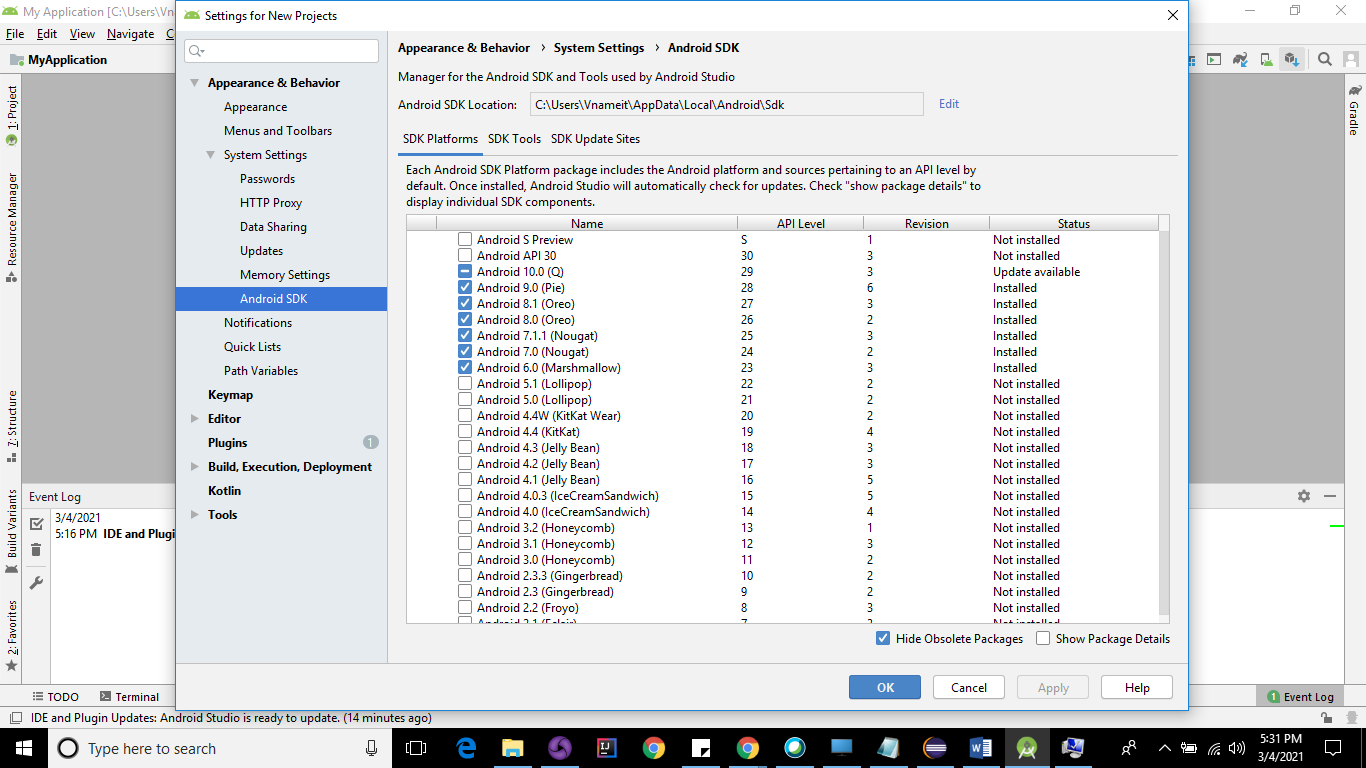 My Application [C:\Users\Vn
Settings for New Projects
File Edit View Navigate C
MyApplication
1: Project
Resource Manager
7: Structure
Build Variants
2: Favorites
Appearance & Behavior
Appearance
Menus and Toolbars
System Settings
Passwords
HTTP Proxy
Data Sharing
Updates
Memory Settings
Android SDK
Notifications
Quick Lists
Path Variables
Keymap
Editor
Plugins 1
Build, Execution, Deployment
Kotlin
Tools
Appearance & Behavior › System Settings › Android SDK
Manager for the Android SDK and Tools used by Android Studio
Android SDK Location: C:\Users\Vnameit\AppData\Local\Android\Sdk Edit
SDK Platforms SDK Tools SDK Update Sites
Each Android SDK Platform package includes the Android platform and sources pertaining to an API level by
default. Once installed, Android Studio will automatically check for updates. Check "show package details" to
display individual SDK components.
Name API Level Revision Status
Android S Preview S 1 Not installed
Android API 30 30 3 Not installed
Android 10.0 (Q) 29 3 Update available
Android 9.0 (Pie) 28 6 Installed
Android 8.1 (Oreo) 27 3 Installed
Android 8.0 (Oreo) 26 2 Installed
Android 7.1.1 (Nougat) 25 3 Installed
Android 7.0 (Nougat) 24 2 Installed
Android 6.0 (Marshmallow) 23 3 Installed
Android 5.1 (Lollipop) 22 2 Not installed
Android 5.0 (Lollipop) 21 2 Not installed
Android 4.4W (KitKat Wear) 20 2 Not installed
Android 4.4 (KitKat) 19 4 Not installed
Android 4.3 (Jelly Bean) 18 3 Not installed
Android 4.2 (Jelly Bean) 17 3 Not installed
Android 4.1 (Jelly Bean) 16 5 Not installed
Android 4.0.3 (IceCreamSandwich) 15 5 Not installed
Android 4.0 (IceCreamSandwich) 14 4 Not installed
Android 3.2 (Honeycomb) 13 1 Not installed
Android 3.1 (Honeycomb) 12 3 Not installed
Android 3.0 (Honeycomb) 11 2 Not installed
Android 2.3.3 (Gingerbread) 10 2 Not installed
Android 2.3 (Gingerbread) 9 2 Not installed
Android 2.2 (Froyo) 8 3 Not installed
Android 2.1 (Eclair) 7 Not installed
Hide Obsolete Packages Show Package Details
OK Cancel Apply Help
Gradle
Event Log
3/4/2021
5:16 PM IDE and Plugi
TODO Terminal
1 Event Log
IDE and Plugin Updates: Android Studio is ready to update. (14 minutes ago)
Type here to search
5:31 PM
3/4/2021